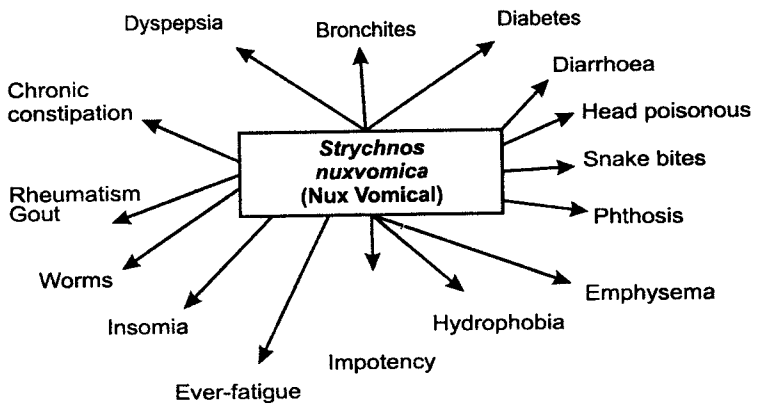 Dyspepsia
Bronchites
Diabetes
Diarrhoea
Chronic
constipation
Head poisonous
Strychnos
nuxvomica
(Nux Vomical)
Snake bites
Rheumatism
Gout
Phthosis
Worms
Emphysema
Insomia
Hydrophobia
Impotency
Ever-fatigue